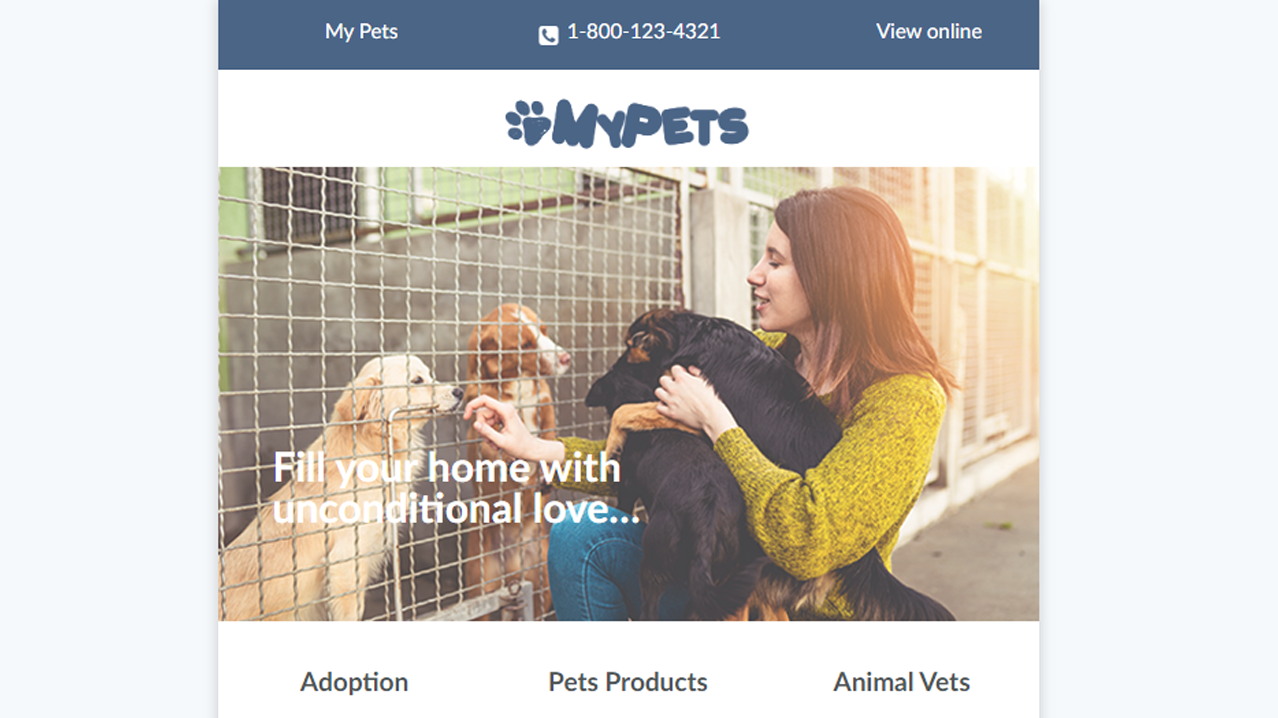 My Pets
1-800-123-4321
View online
MyPets
Fill your home with
unconditional love...
Adoption
Pets Products
Animal Vets